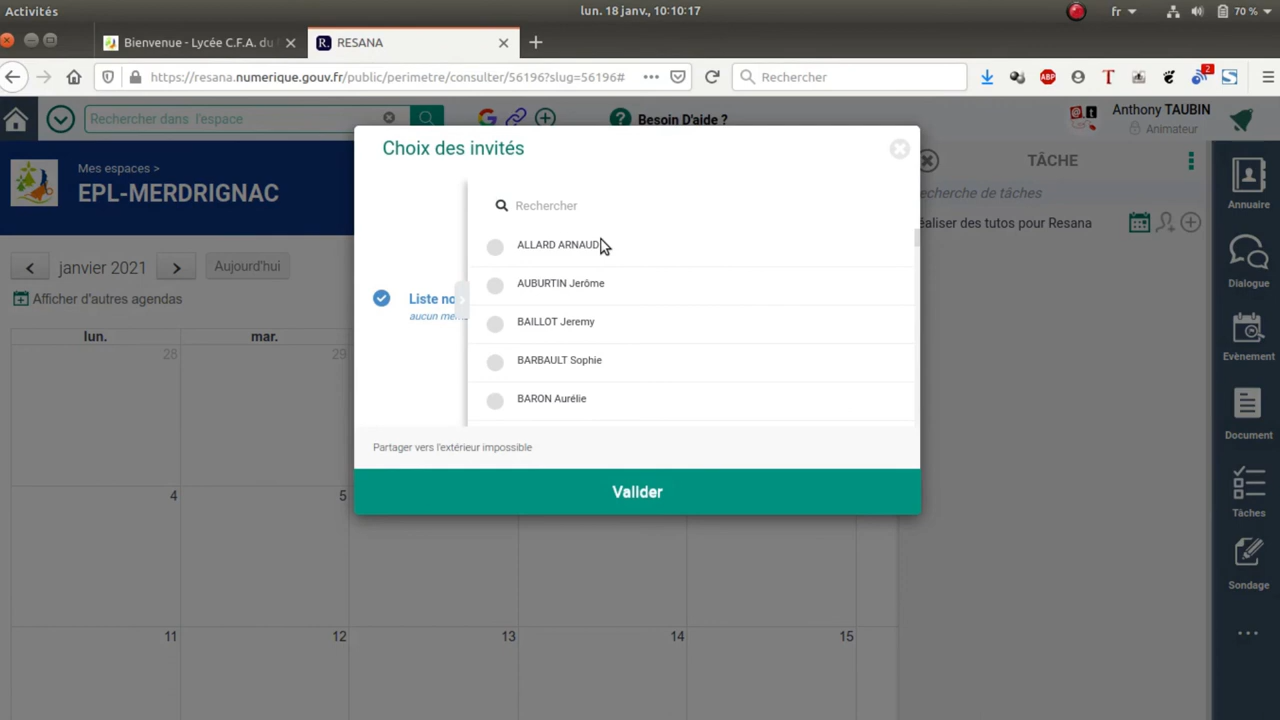 Activités
lun. 18 janv., 10:10:17
fr
70 %
Bienvenue - Lycée C.F.A. du
RESANA
https://resana.numerique.gouv.fr/public/perimetre/consulter/56196?slug=56196#
Rechercher
ABP
2
Rechercher dans l'espace
Besoin D'aide ?
Anthony TAUBIN
Animateur
Mes espaces >
EPL-MERDRIGNAC
janvier 2021
Aujourd'hui
Afficher d'autres agendas
lun.
mar.
28
29
4
5
11
12
13
14
15
Choix des invités
Rechercher
ALLARD ARNAUD
AUBURTIN Jerôme
BAILLOT Jeremy
BARBAULT Sophie
BARON Aurélie
Liste no
aucun mem
Partager vers l'extérieur impossible
Valider
TÂCHE
echerche de tâches
éaliser des tutos pour Resana
Annuaire
Dialogue
Evènement
Document
Tâches
Sondage